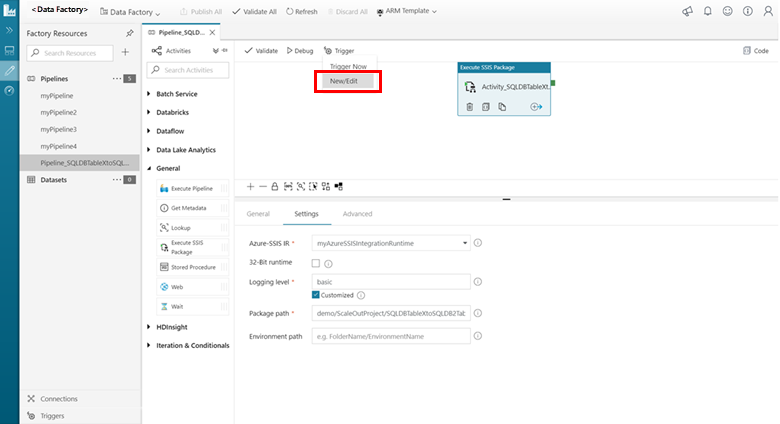 <Data Factory>
Data Factory
Publish All
Validate All
Refresh
Discard All
ARM Template
Factory Resources
Search Resources
Pipelines
5
myPipeline
myPipeline2
myPipeline3
myPipeline4
Pipeline_SQLDBTableXtoSQL...
Datasets
0
Connections
Triggers
Pipeline_SQLD...
Activities
Search Activities
Batch Service
Databricks
Dataflow
Data Lake Analytics
General
Execute Pipeline
Get Metadata
Lookup
Execute SSIS
Package
Stored Procedure
Web
Wait
HDInsight
Iteration & Conditionals
Validate
Debug
Trigger
Code
Trigger Now
New/Edit
Execute SSIS Package
Activity_SQLDBTableXt...
General
Settings
Advanced
Azure-SSIS IR *
myAzureSSISIntegrationRuntime
32-Bit runtime
Logging level *
basic
Customized
Package path *
demo/ScaleOutProject/SQLDBTableXtoSQLDB2Tab
Environment path
e.g. FolderName/EnvironmentName